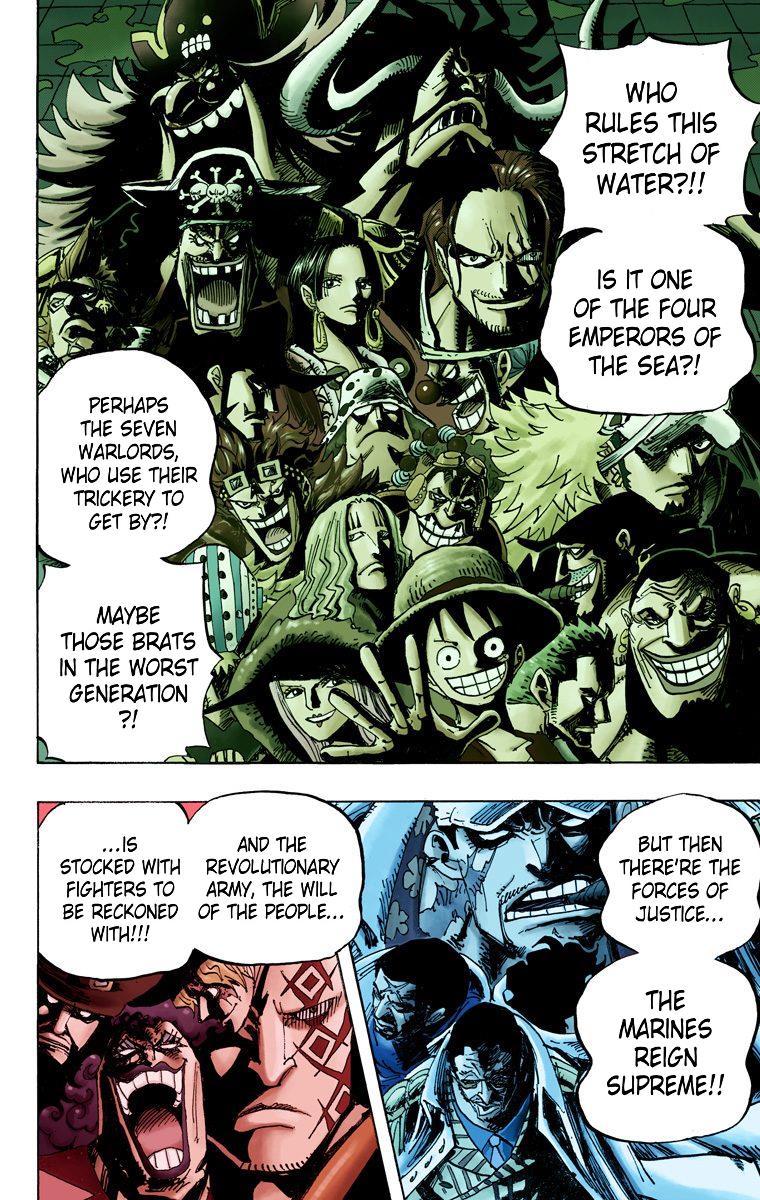 WHO
RULES THIS
STRETCH OF
WATER?!!
IS IT ONE
OF THE FOUR
EMPERORS OF
THE SEA?!
PERHAPS
THE SEVEN
WARLORDS,
WHO USE THEIR
TRICKERY TO
GET BY?!
MAYBE
THOSE BRATS
IN THE WORST
GENERATION
?!
BUT THEN
THERE'RE THE
FORCES OF
JUSTICE...
THE
MARINES
REIGN
SUPREME!!
AND THE
REVOLUTIONARY
ARMY, THE WILL
OF THE PEOPLE...
...IS
STOCKED WITH
FIGHTERS TO
BE RECKONED
WITH!!!